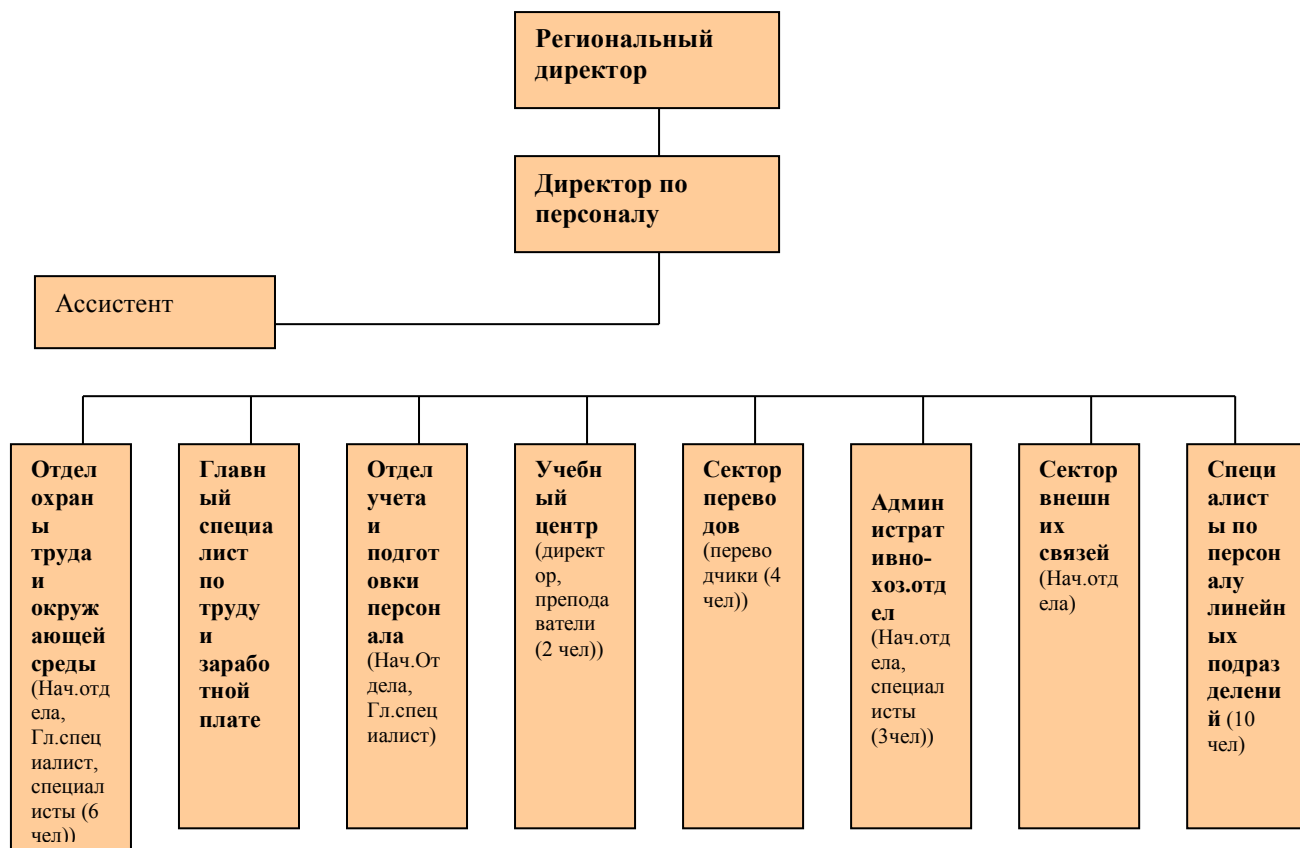 Региональный
директор
Директор по
персоналу
Ассистент
Отдел
охран
ы
труда
и
окруж
ающей
среды
(Нач.отд
ела,
Гл.спец
иалист,
специал
исты (6
чел))
Главн
ый
специа
лист
по
труду
и
зарабо
тной
плате
Отдел
учета
и
подгот
овки
персон
ала
(Нач.От
дела,
Гл.спец
иалист)
Учебн
ый
центр
(директ
ор,
препода
ватели
(2 чел))
Сектор
перево
дов
(перево
дчики (4
чел))
Админ
истрат
ивно-
хоз.отд
ел
(Нач.отд
ела,
специал
исты
(3чел))
Сектор
внешн
их
связей
(Нач.отд
ела)
Специ
алист
ы по
персо
налу
линей
ных
подраз
делени
й (10
чел)